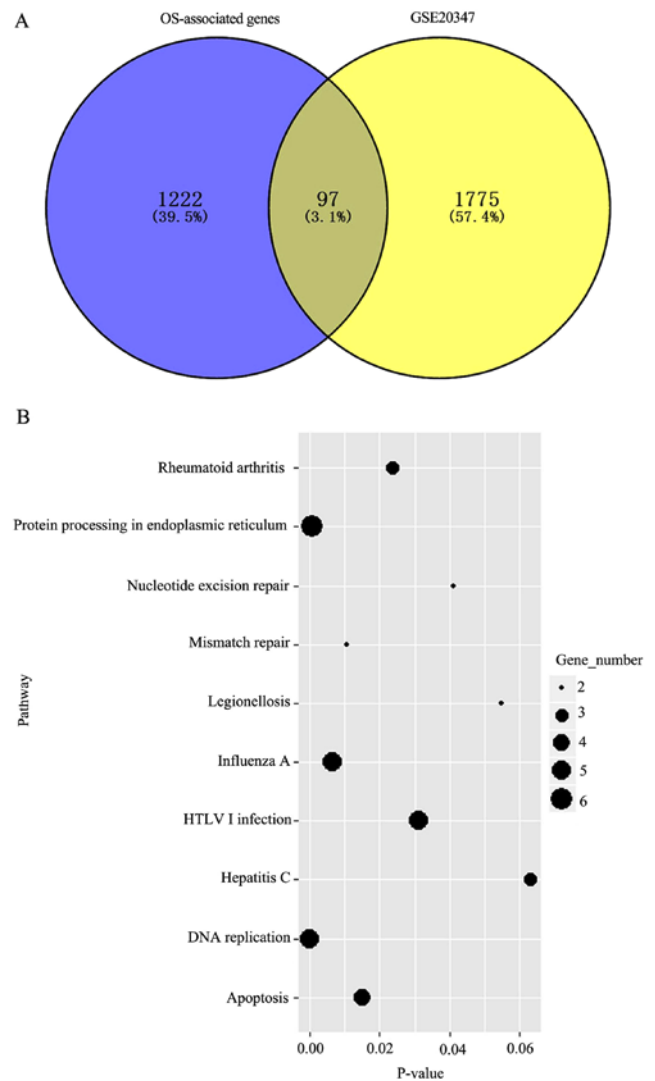 A
OS-associated genes
GSE20347
1222
(39.5%)
97
(3.1%)
1775
(57.4%)
B
Rheumatoid arthritis
Protein processing in endoplasmic reticulum
Nucleotide excision repair
Mismatch repair
Legionellosis
Influenza A
HTLV I infection
Hepatitis C
DNA replication
Apoptosis
Pathway
Gene_number
2
3
4
5
6
0.00
0.02
0.04
0.06
P-value